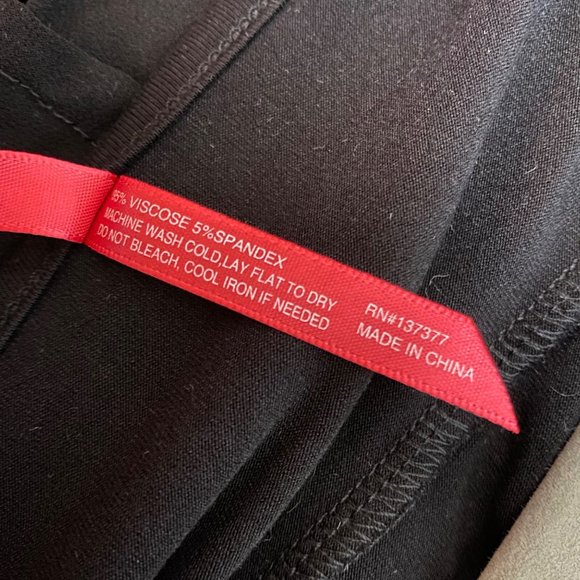 95% VISCOSE 5%SPANDEX
MACHINE WASH COLD.LAY FLAT TO DRY
DO NOT BLEACH, COOL IRON IF NEEDED
RN#137377
MADE IN CHINA